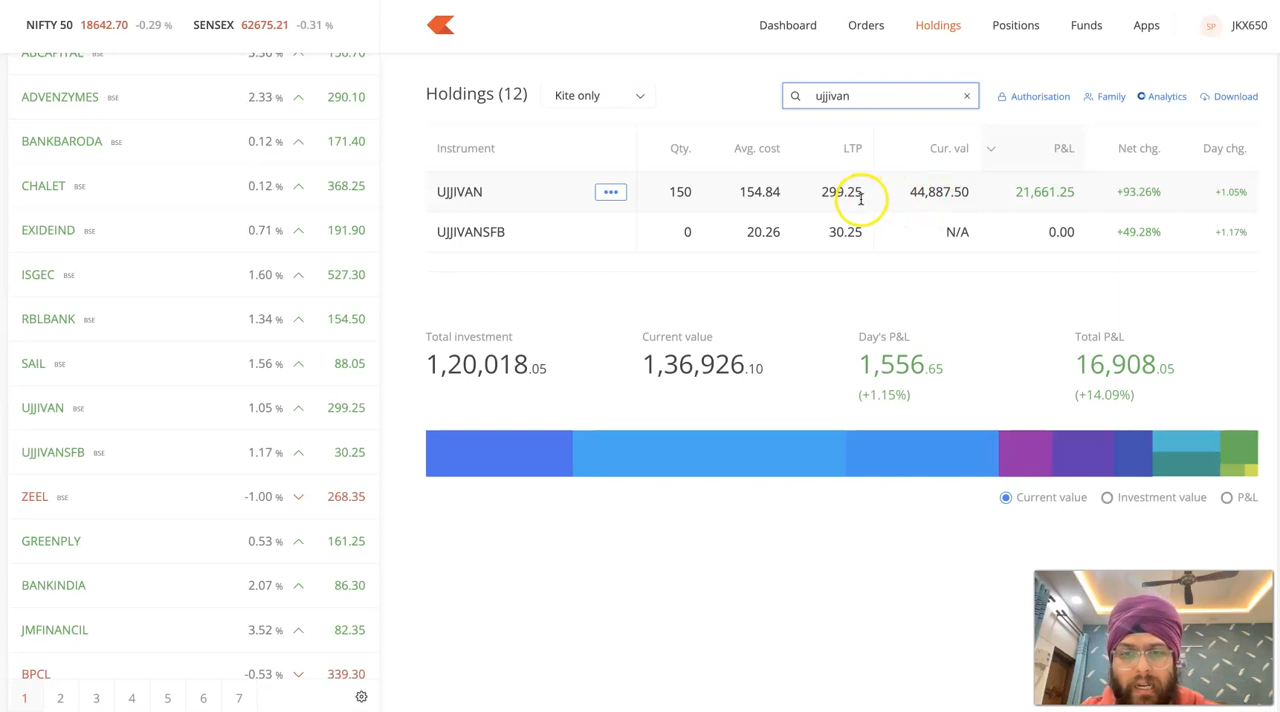 NIFTY 50 18642.70 -0.29 % SENSEX 62675.21 -0.31 %
Dashboard Orders Holdings Positions Funds Apps SP JKX650
ADVENZYMES BSE 2.33 % 290.10
BANKBARODA BSE 0.12 % 171.40
CHALET BSE 0.12 % 368.25
EXIDEIND BSE 0.71 % 191.90
ISGEC BSE 1.60 % 527.30
RBLBANK BSE 1.34 % 154.50
SAIL BSE 1.56 % 88.05
UJJIVAN BSE 1.05 % 299.25
UJJIVANSFB BSE 1.17 % 30.25
ZEEL BSE -1.00 % 268.35
GREENPLY 0.53 % 161.25
BANKINDIA 2.07 % 86.30
JMFINANCIL 3.52 % 82.35
BPCL -0.53 % 339.30
1 2 3 4 5 6 7
Holdings (12) Kite only ujjivan Authorisation Family Analytics Download
Instrument Qty. Avg. cost LTP Cur. val P&L Net chg. Day chg.
UJJIVAN 150 154.84 299.25 44,887.50 21,661.25 +93.26% +1.05%
UJJIVANSFB 0 20.26 30.25 N/A 0.00 +49.28% +1.17%
Total investment Current value Day's P&L Total P&L
1,20,018.05 1,36,926.10 1,556.65 16,908.05
(+1.15%) (+14.09%)
Current value Investment value P&L